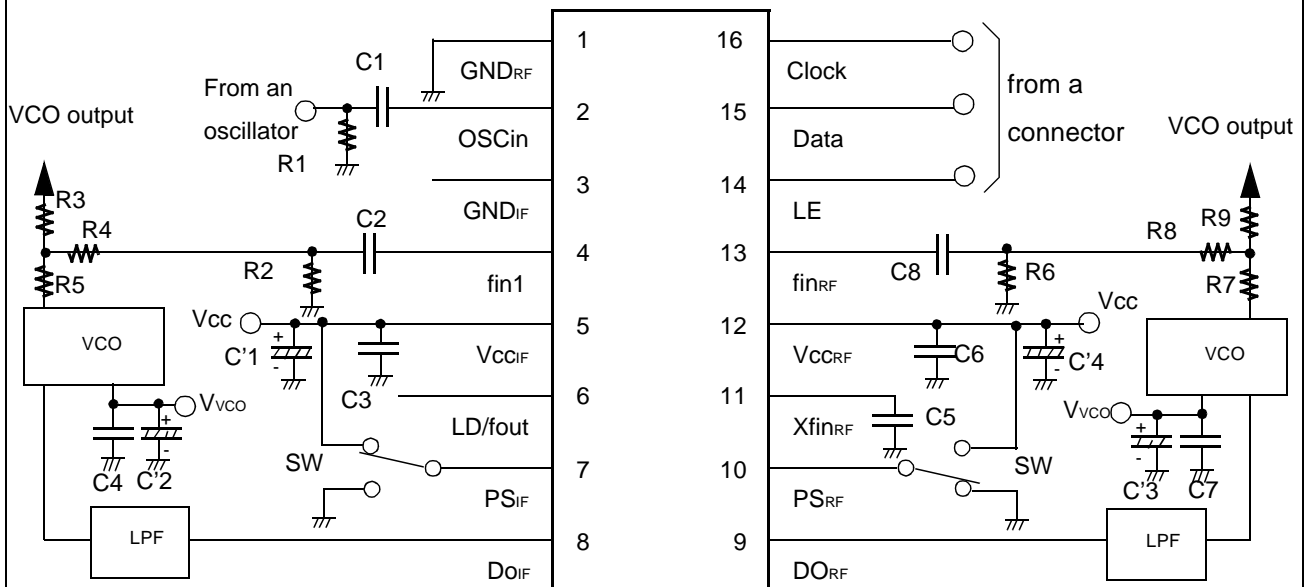 1
16
C1
GNDRF
Clock
From an
oscillator
from a
connector
VCO output
2
15
VCO output
OSCin
Data
R1
3
14
R3
GNDIF
LE
R9
R4
C2
4
13
R8
R2
C8
R6
R5
fin1
finRF
R7
Vcc
5
12
Vcc
VCO
+
-
C'1
VccIF
VccRF
C6
+
-
C'4
VCO
C3
6
11
VVCO
LD/fout
XfinRF
C5
VVCO
+
-
SW
SW
+
-
C4
C'2
7
10
PSIF
PSRF
C'3
C7
LPF
8
9
LPF
DoIF
DORF